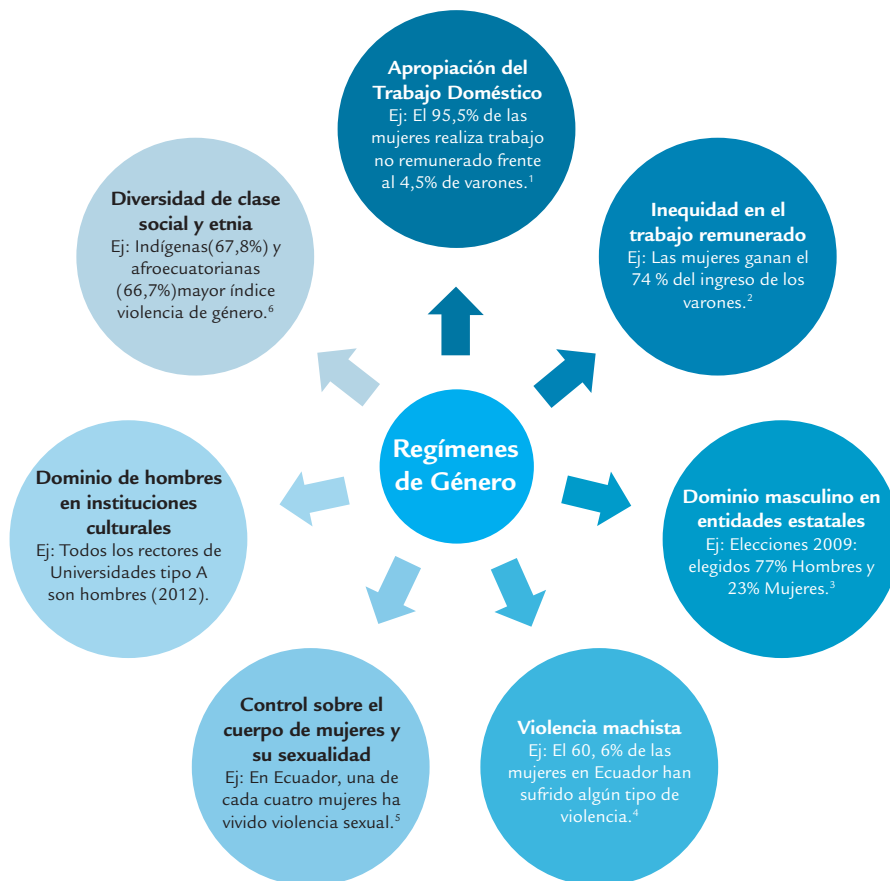 Apropiación del
Trabajo Doméstico
Ej: El 95,5% de las
mujeres realiza trabajo
no remunerado frente
al 4,5% de varones.¹
Inequidad en el
trabajo remunerado
Ej: Las mujeres ganan el
74 % del ingreso de los
varones.²
Dominio masculino en
entidades estatales
Ej: Elecciones 2009:
elegidos 77% Hombres y
23% Mujeres.³
Violencia machista
Ej: El 60, 6% de las
mujeres en Ecuador han
sufrido algún tipo de
violencia.⁴
Control sobre el
cuerpo de mujeres y
su sexualidad
Ej: En Ecuador, una de
cada cuatro mujeres ha
vivido violencia sexual.⁵
Dominio de hombres
en instituciones
culturales
Ej: Todos los rectores de
Universidades tipo A
son hombres (2012).
Diversidad de clase
social y etnia
Ej: Indígenas(67,8%) y
afroecuatorianas
(66,7%)mayor índice
violencia de género.⁶
Regímenes
de Género